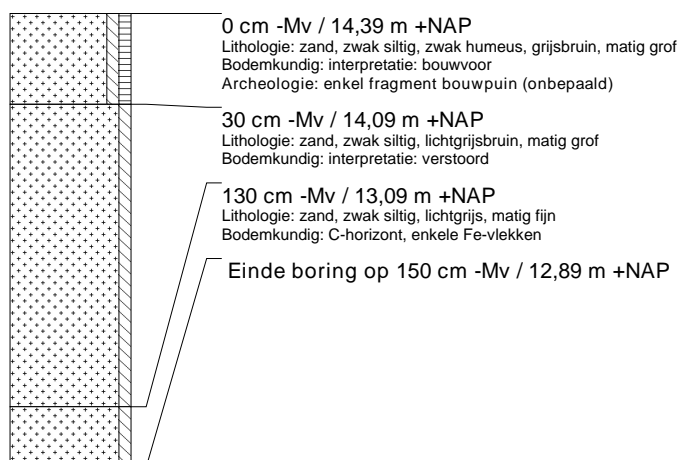 0 cm -Mv / 14,39 m +NAP
Lithologie: zand, zwak siltig, zwak humeus, grijsbruin, matig grof
Bodemkundig: interpretatie: bouwvoor
Archeologie: enkel fragment bouwpuin (onbepaald)
30 cm -Mv / 14,09 m +NAP
Lithologie: zand, zwak siltig, lichtgrijsbruin, matig grof
Bodemkundig: interpretatie: verstoord
130 cm -Mv / 13,09 m +NAP
Lithologie: zand, zwak siltig, lichtgrijs, matig fijn
Bodemkundig: C-horizont, enkele Fe-vlekken
Einde boring op 150 cm -Mv / 12,89 m +NAP